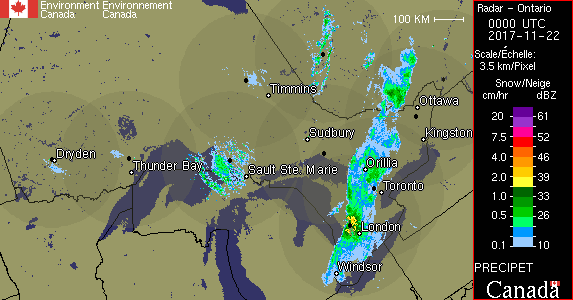 Environment Environnement
Canada Canada
100 KM
Timmins
Ottawa
Sudbury
Kingston
Dryden
Thunder Bay
Sault Ste. Marie
Orillia
Toronto
London
Windsor
Radar - Ontario
0000 UTC
2017-11-22
Scale/Échelle:
3.5 km/Pixel
Snow/Neige
cm/hr dBZ
20 61
7.5 52
4.0 46
2.0 39
1.0 33
0.5 26
0.1 10
PRECIPET
Canada